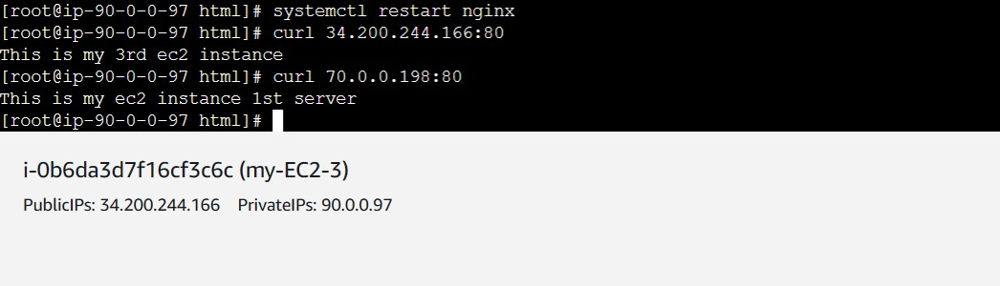 [root@ip-90-0-0-97 html]# systemctl restart nginx
[root@ip-90-0-0-97 html]# curl 34.200.244.166:80
This is my 3rd ec2 instance
[root@ip-90-0-0-97 html]# curl 70.0.0.198:80
This is my ec2 instance 1st server
[root@ip-90-0-0-97 html]#
i-0b6da3d7f16cf3c6c (my-EC2-3)
PublicIPs: 34.200.244.166 PrivateIPs: 90.0.0.97